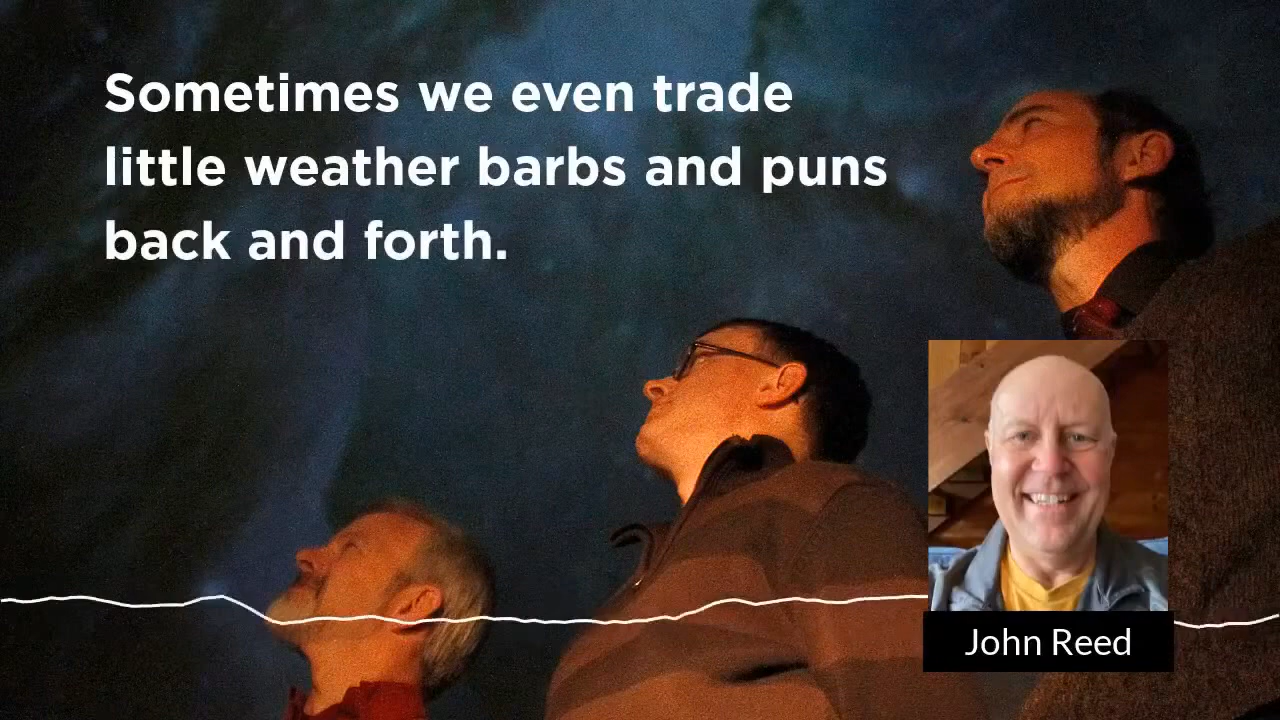 Sometimes we even trade
little weather barbs and puns
back and forth.
John Reed